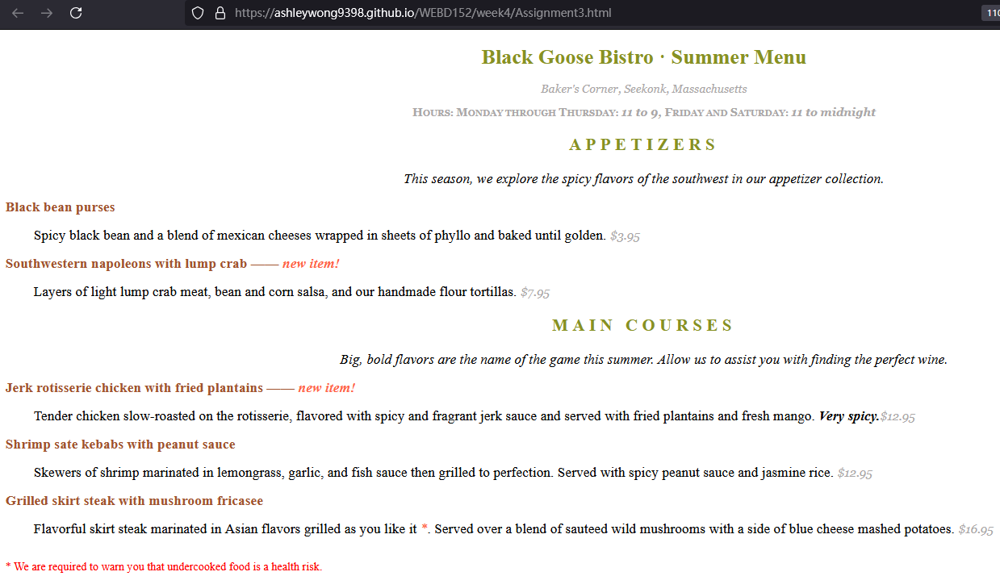 https://ashleywong9398.github.io/WEBD152/week4/Assignment3.html
Black Goose Bistro · Summer Menu
Baker's Corner, Seekonk, Massachusetts
Hours: Monday through Thursday: 11 to 9, Friday and Saturday: 11 to midnight
APPETIZERS
This season, we explore the spicy flavors of the southwest in our appetizer collection.
Black bean purses
Spicy black bean and a blend of mexican cheeses wrapped in sheets of phyllo and baked until golden. $3.95
Southwestern napoleons with lump crab —— new item!
Layers of light lump crab meat, bean and corn salsa, and our handmade flour tortillas. $7.95
MAIN COURSES
Big, bold flavors are the name of the game this summer. Allow us to assist you with finding the perfect wine.
Jerk rotisserie chicken with fried plantains —— new item!
Tender chicken slow-roasted on the rotisserie, flavored with spicy and fragrant jerk sauce and served with fried plantains and fresh mango. Very spicy.$12.95
Shrimp sate kebabs with peanut sauce
Skewers of shrimp marinated in lemongrass, garlic, and fish sauce then grilled to perfection. Served with spicy peanut sauce and jasmine rice. $12.95
Grilled skirt steak with mushroom fricasee
Flavorful skirt steak marinated in Asian flavors grilled as you like it *. Served over a blend of sauteed wild mushrooms with a side of blue cheese mashed potatoes. $16.95
* We are required to warn you that undercooked food is a health risk.